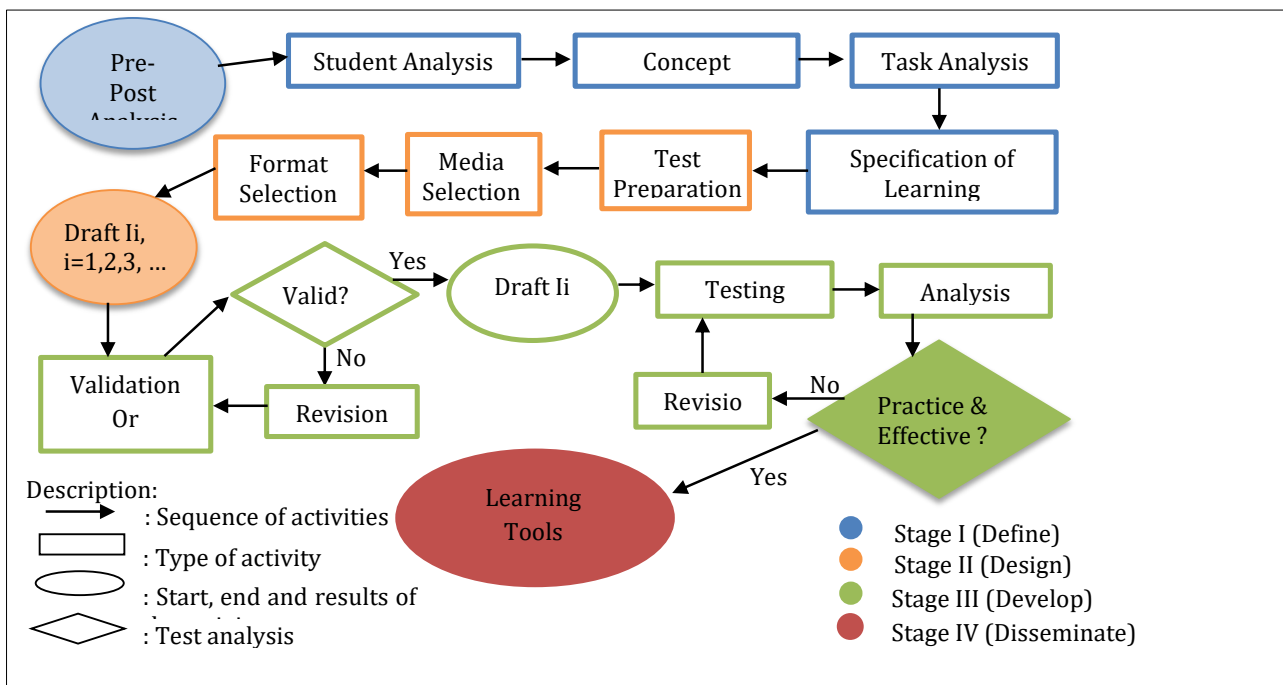 Pre-
Post
Analysis
Student Analysis
Concept
Task Analysis
Format
Selection
Media
Selection
Test
Preparation
Specification of
Learning
Draft Ii,
i=1,2,3, ...
Valid?
Yes
Draft Ii
Testing
Analysis
No
Validation
Or
Revision
Revisio
No
Practice &
Effective ?
Yes
Learning
Tools
Description:
: Sequence of activities
: Type of activity
: Start, end and results of
: Test analysis
Stage I (Define)
Stage II (Design)
Stage III (Develop)
Stage IV (Disseminate)